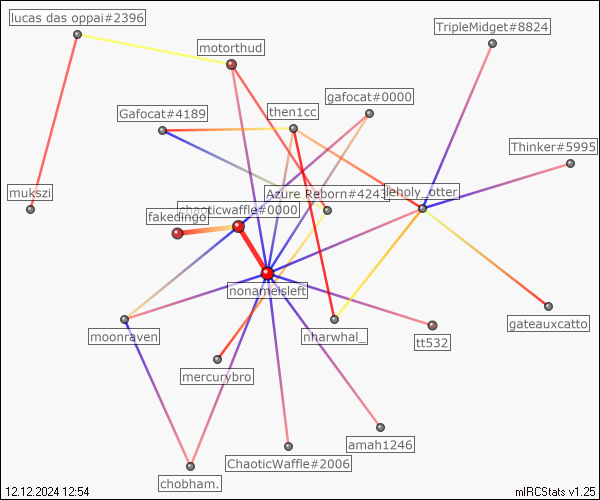 lucas das oppai#2396
TripleMidget#8824
motorthud
gafocat#0000
Gafocat#4189
then1cc
Thinker#5995
mukszi
Azure Reborn#4243
leholy_otter
chaoticwaffle#0000
fakedingo
nonameisleft
gateauxcatto
moonraven
nharwhal_
tt532
mercurybro
amah1246
ChaoticWaffle#2006
chobham.
12.12.2024 12:54
mIRCStats v1.25